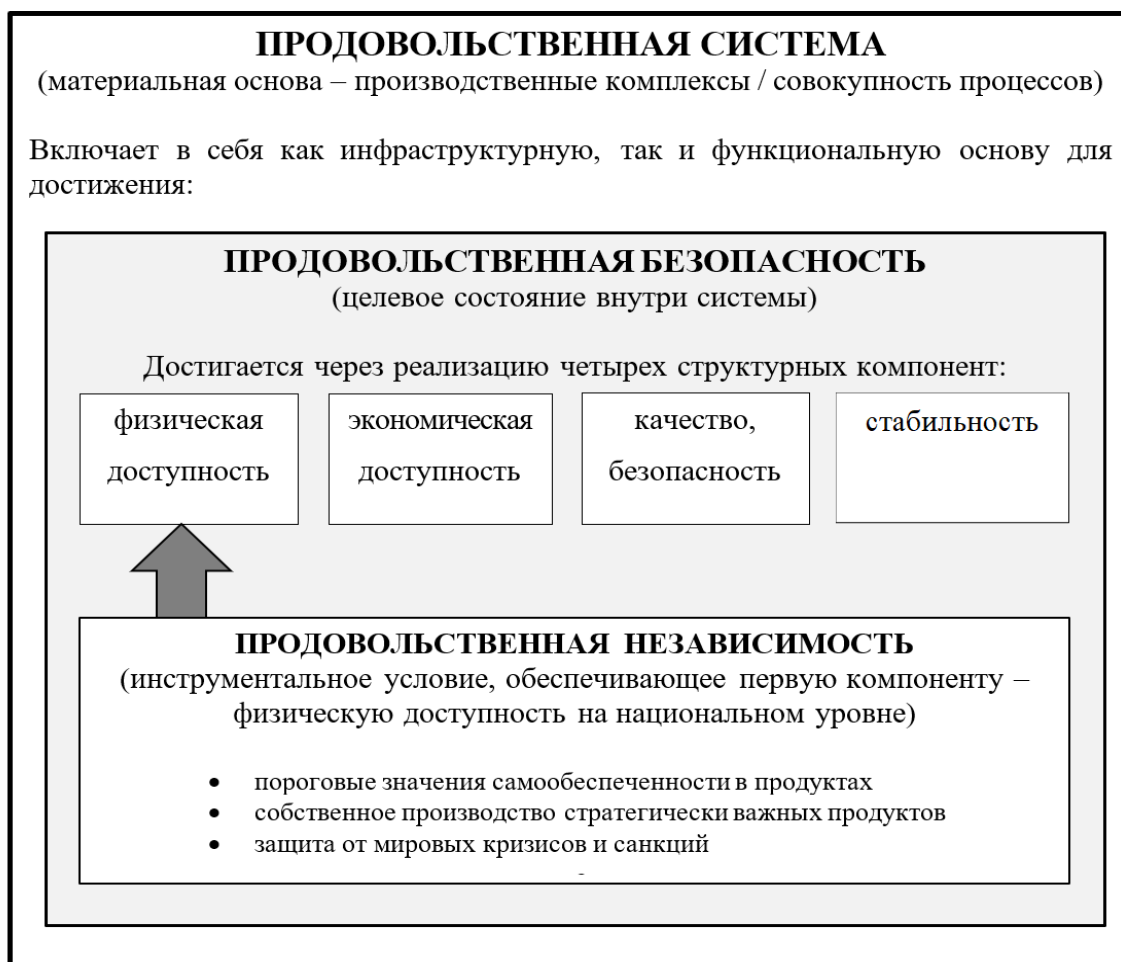 ПРОДОВОЛЬСТВЕННАЯ СИСТЕМА
(материальная основа – производственные комплексы / совокупность процессов)
Включает в себя как инфраструктурную, так и функциональную основу для
достижения:
ПРОДОВОЛЬСТВЕННАЯ БЕЗОПАСНОСТЬ
(целевое состояние внутри системы)
Достигается через реализацию четырех структурных компонент:
физическая
доступность
экономическая
доступность
качество,
безопасность
стабильность
ПРОДОВОЛЬСТВЕННАЯ НЕЗАВИСИМОСТЬ
(инструментальное условие, обеспечивающее первую компоненту –
физическую доступность на национальном уровне)
• пороговые значения самообеспеченности в продуктах
• собственное производство стратегически важных продуктов
• защита от мировых кризисов и санкций